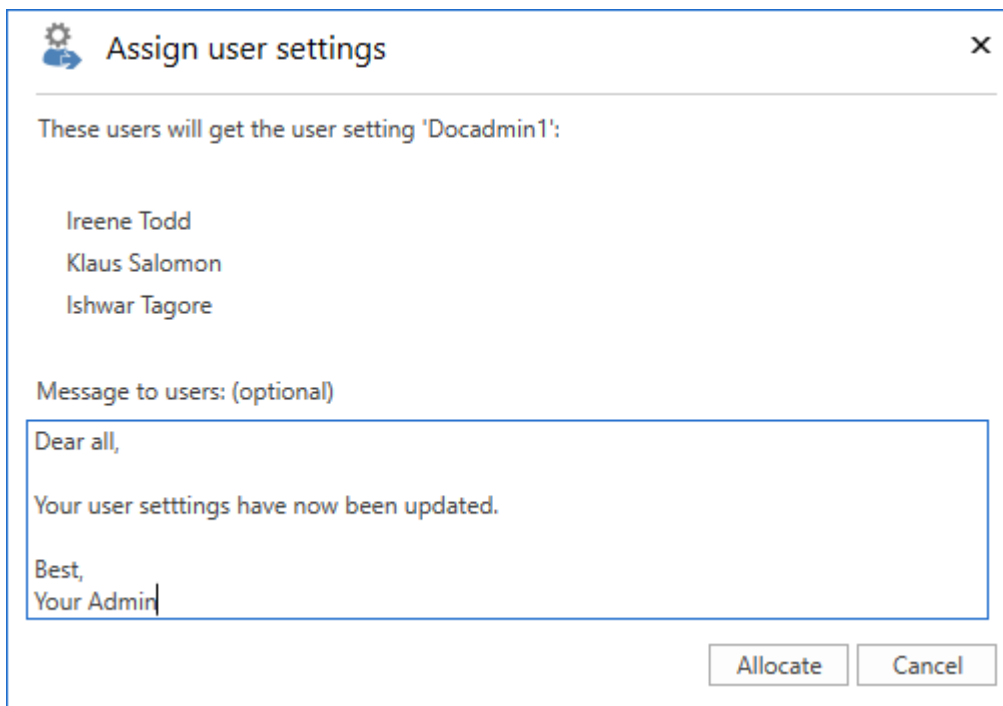 Assign user settings
These users will get the user setting 'Docadmin1':
Ireene Todd
Klaus Salomon
Ishwar Tagore
Message to users: (optional)
Dear all,
Your user setttings have now been updated.
Best,
Your Admin
Allocate
Cancel